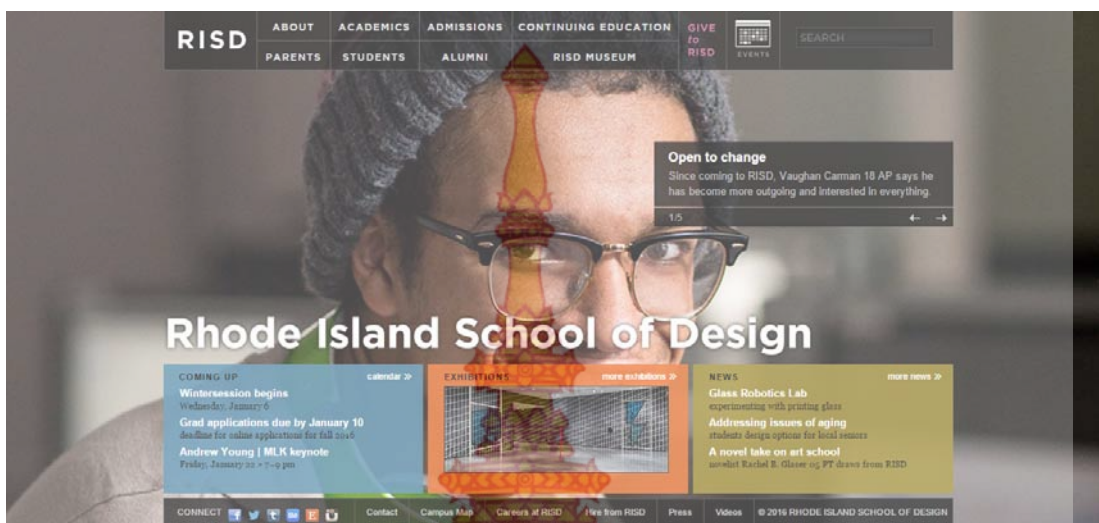 RISD
ABOUT ACADEMICS ADMISSIONS CONTINUING EDUCATION
PARENTS STUDENTS ALUMNI RISD MUSEUM
GIVE
to
RISD
EVENTS
SEARCH
Open to change
Since coming to RISD, Vaughan Carman 18 AP says he
has become more outgoing and interested in everything.
1/5
Rhode Island School of Design
COMING UP calendar »
Wintersession begins
Wednesday, January 6
Grad applications due by January 10
deadline for online applications for fall 2016
Andrew Young | MLK keynote
Friday, January 22 • 7–9 pm
EXHIBITIONS more exhibitions »
NEWS more news »
Glass Robotics Lab
experimenting with printing glass
Addressing issues of aging
students design options for local seniors
A novel take on art school
novelist Rachel B. Glaser 05 PT draws from RISD
CONNECT Contact Campus Map Careers at RISD Hire from RISD Press Videos © 2016 RHODE ISLAND SCHOOL OF DESIGN